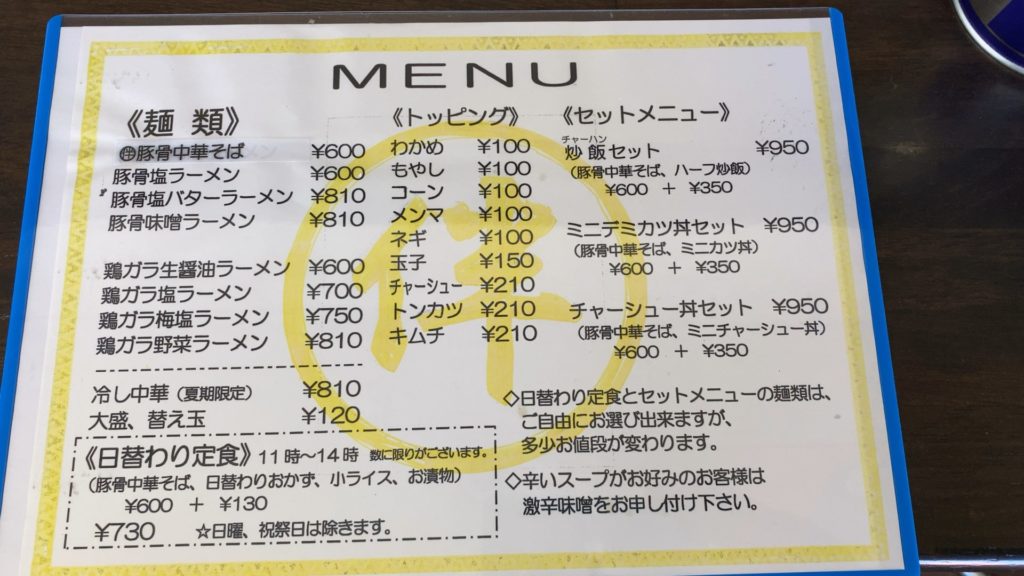 MENU
《麺 類》
㊕豚骨中華そば ¥600
豚骨塩ラーメン ¥600
豚骨塩バターラーメン ¥810
豚骨味噌ラーメン ¥810
鶏ガラ生醤油ラーメン ¥600
鶏ガラ塩ラーメン ¥700
鶏ガラ梅塩ラーメン ¥750
鶏ガラ野菜ラーメン ¥810
冷し中華(夏期限定) ¥810
大盛、替え玉 ¥120
《日替わり定食》11時〜14時 数に限りがございます。
(豚骨中華そば、日替わりおかず、小ライス、お漬物)
¥600 + ¥130
¥730 ☆日曜、祝祭日は除きます。
《トッピング》
わかめ ¥100
もやし ¥100
コーン ¥100
メンマ ¥100
ネギ ¥100
玉子 ¥150
チャーシュー ¥210
トンカツ ¥210
キムチ ¥210
《セットメニュー》
チャーハン
炒飯セット ¥950
(豚骨中華そば、ハーフ炒飯)
¥600 + ¥350
ミニデミカツ丼セット ¥950
(豚骨中華そば、ミニカツ丼)
¥600 + ¥350
チャーシュー丼セット ¥950
(豚骨中華そば、ミニチャーシュー丼)
¥600 + ¥350
◇日替わり定食とセットメニューの麺類は、
ご自由にお選び出来ますが、
多少お値段が変わります。
◇辛いスープがお好みのお客様は
激辛味噌をお申し付け下さい。
伴